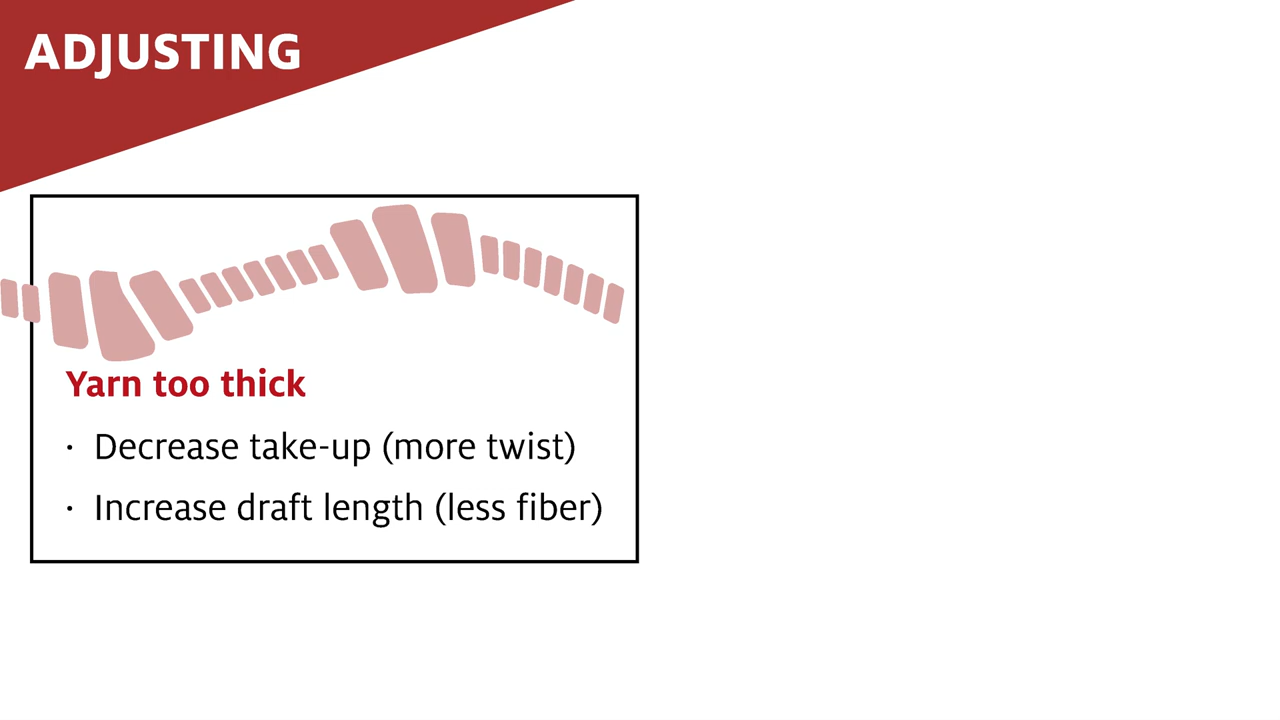 ADJUSTING
Yarn too thick
· Decrease take-up (more twist)
· Increase draft length (less fiber)